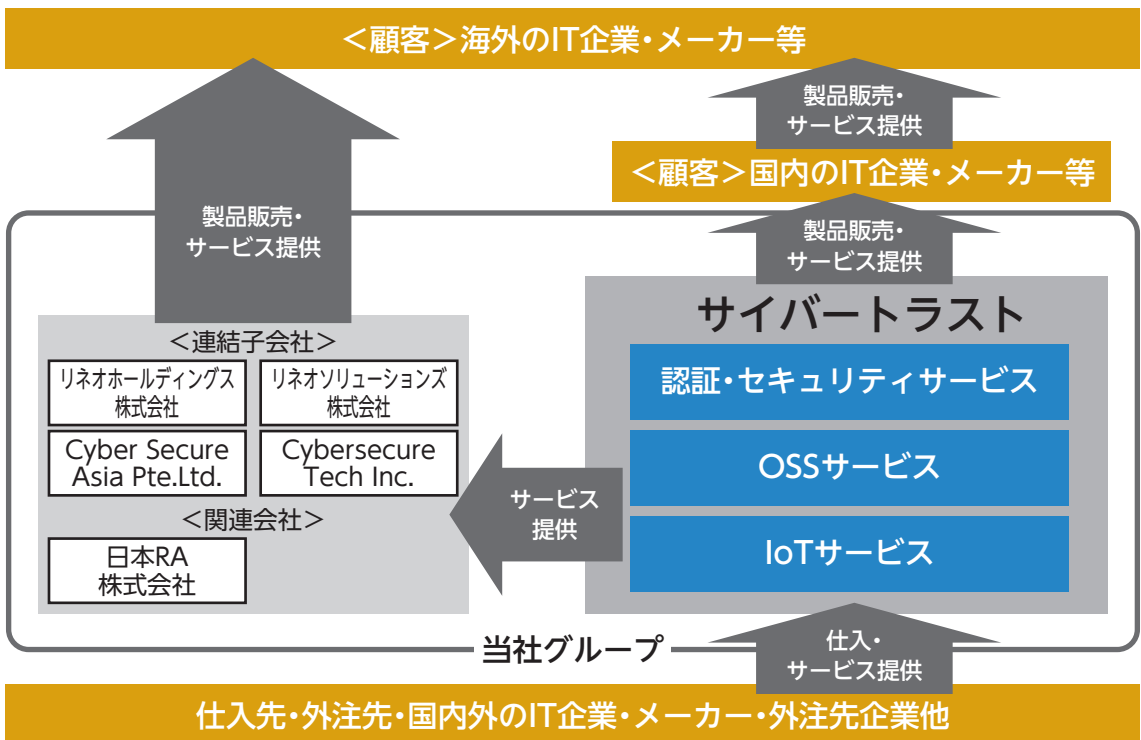 ＜顧客＞海外のIT企業・メーカー等
製品販売・
サービス提供
＜顧客＞国内のIT企業・メーカー等
製品販売・
サービス提供
製品販売・
サービス提供
サイバートラスト
認証・セキュリティサービス
OSSサービス
IoTサービス
＜連結子会社＞
リネオホールディングス
株式会社
リネオソリューションズ
株式会社
Cyber Secure
Asia Pte.Ltd.
Cybersecure
Tech Inc.
＜関連会社＞
日本RA
株式会社
サービス
提供
当社グループ
仕入・
サービス提供
仕入先・外注先・国内外のIT企業・メーカー・外注先企業他